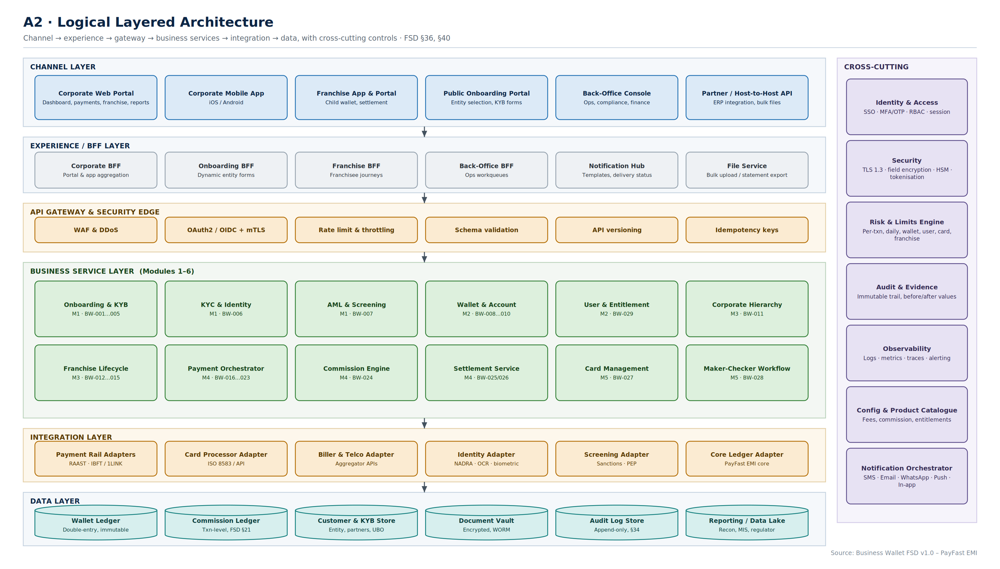 A2 · Logical Layered Architecture
Channel → experience → gateway → business services → integration → data, with cross-cutting controls · FSD §36, §40
CHANNEL LAYER
Corporate Web Portal
Dashboard, payments, franchise, reports
Corporate Mobile App
iOS / Android
Franchise App & Portal
Child wallet, settlement
Public Onboarding Portal
Entity selection, KYB forms
Back-Office Console
Ops, compliance, finance
Partner / Host-to-Host API
ERP integration, bulk files
EXPERIENCE / BFF LAYER
Corporate BFF
Portal & app aggregation
Onboarding BFF
Dynamic entity forms
Franchise BFF
Franchisee journeys
Back-Office BFF
Ops workqueues
Notification Hub
Templates, delivery status
File Service
Bulk upload / statement export
API GATEWAY & SECURITY EDGE
WAF & DDoS
OAuth2 / OIDC + mTLS
Rate limit & throttling
Schema validation
API versioning
Idempotency keys
BUSINESS SERVICE LAYER (Modules 1–6)
Onboarding & KYB
M1 · BW-001…005
KYC & Identity
M1 · BW-006
AML & Screening
M1 · BW-007
Wallet & Account
M2 · BW-008…010
User & Entitlement
M2 · BW-029
Corporate Hierarchy
M3 · BW-011
Franchise Lifecycle
M3 · BW-012…015
Payment Orchestrator
M4 · BW-016…023
Commission Engine
M4 · BW-024
Settlement Service
M4 · BW-025/026
Card Management
M5 · BW-027
Maker-Checker Workflow
M5 · BW-028
INTEGRATION LAYER
Payment Rail Adapters
RAAST · IBFT / 1LINK
Card Processor Adapter
ISO 8583 / API
Biller & Telco Adapter
Aggregator APIs
Identity Adapter
NADRA · OCR · biometric
Screening Adapter
Sanctions · PEP
Core Ledger Adapter
PayFast EMI core
DATA LAYER
Wallet Ledger
Double-entry, immutable
Commission Ledger
Txn-level, FSD §21
Customer & KYB Store
Entity, partners, UBO
Document Vault
Encrypted, WORM
Audit Log Store
Append-only, §34
Reporting / Data Lake
Recon, MIS, regulator
CROSS-CUTTING
Identity & Access
SSO · MFA/OTP · RBAC · session
Security
TLS 1.3 · field encryption · HSM ·
tokenisation
Risk & Limits Engine
Per-txn, daily, wallet, user, card,
franchise
Audit & Evidence
Immutable trail, before/after values
Observability
Logs · metrics · traces · alerting
Config & Product Catalogue
Fees, commission, entitlements
Notification Orchestrator
SMS · Email · WhatsApp · Push ·
In-app
Source: Business Wallet FSD v1.0 – PayFast EMI